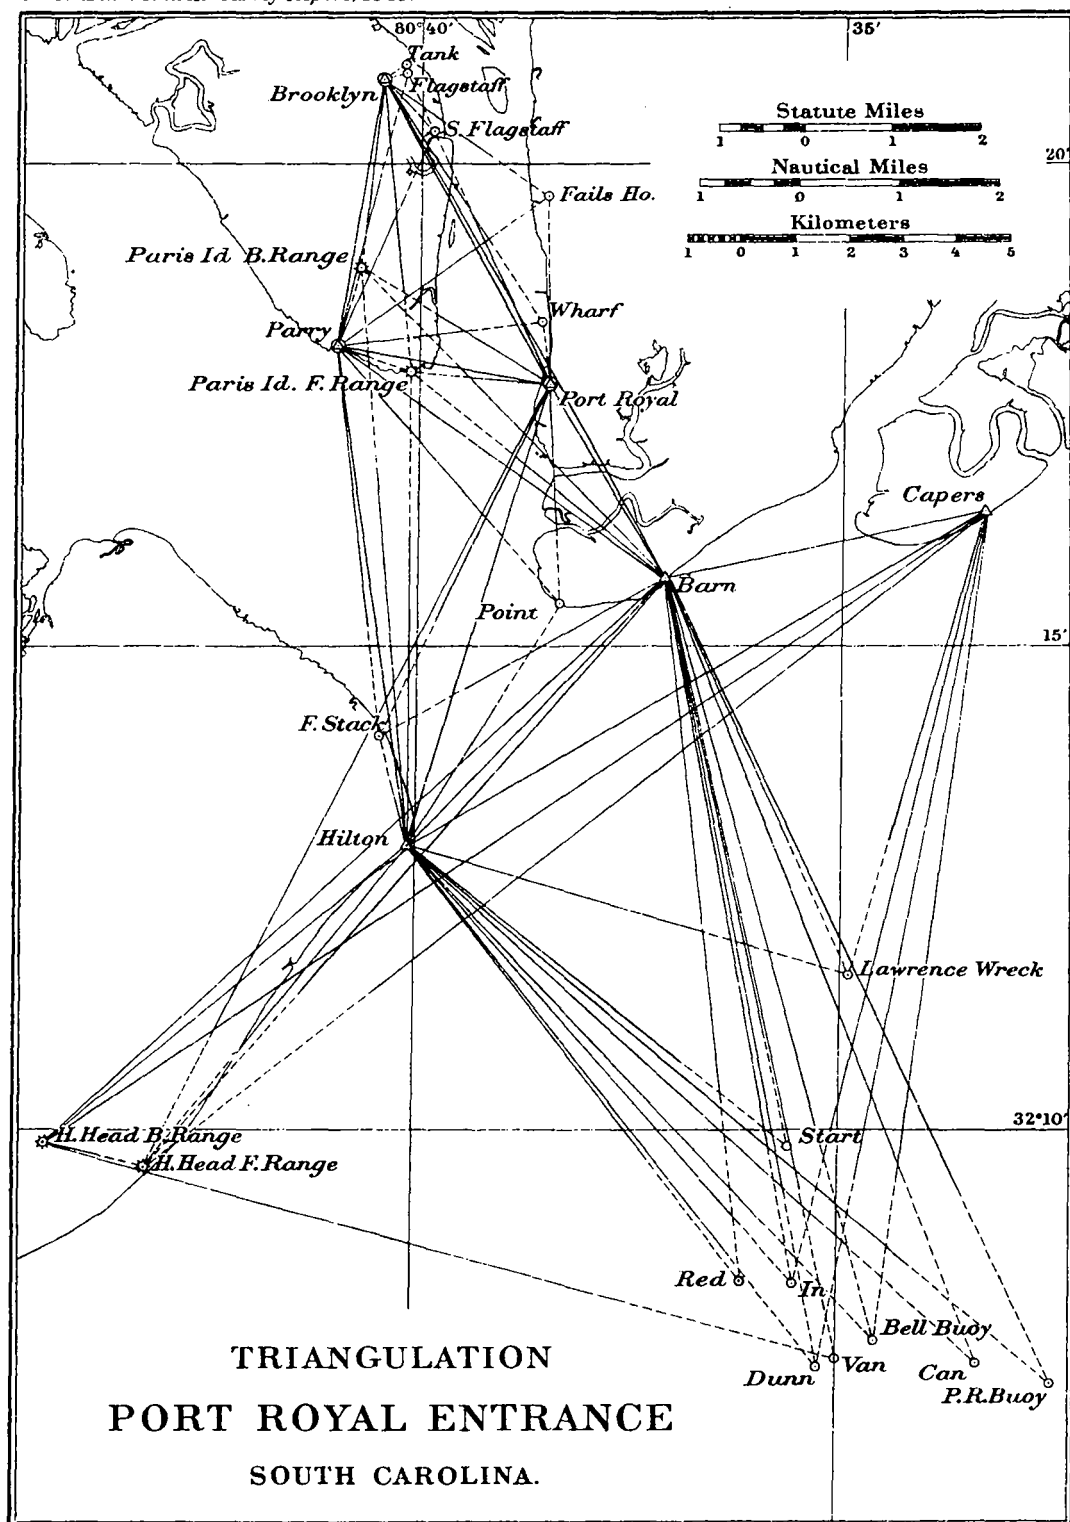 80°40'
35'
Tank
Flagstaff
Brooklyn
S. Flagstaff
Statute Miles
1 0 1 2
20'
Nautical Miles
1 0 1 2
Fails Ho.
Kilometers
1 0 1 2 3 4 5
Paris Id B. Range
Wharf
Parry
Paris Id. F. Range
Port Royal
Capers
Barn
Point
15'
F. Stack
Hilton
Lawrence Wreck
32°10'
H. Head B. Range
Start
H. Head F. Range
Red
In
Bell Buoy
Van
Dunn
Can
P.R. Buoy
TRIANGULATION
PORT ROYAL ENTRANCE
SOUTH CAROLINA.